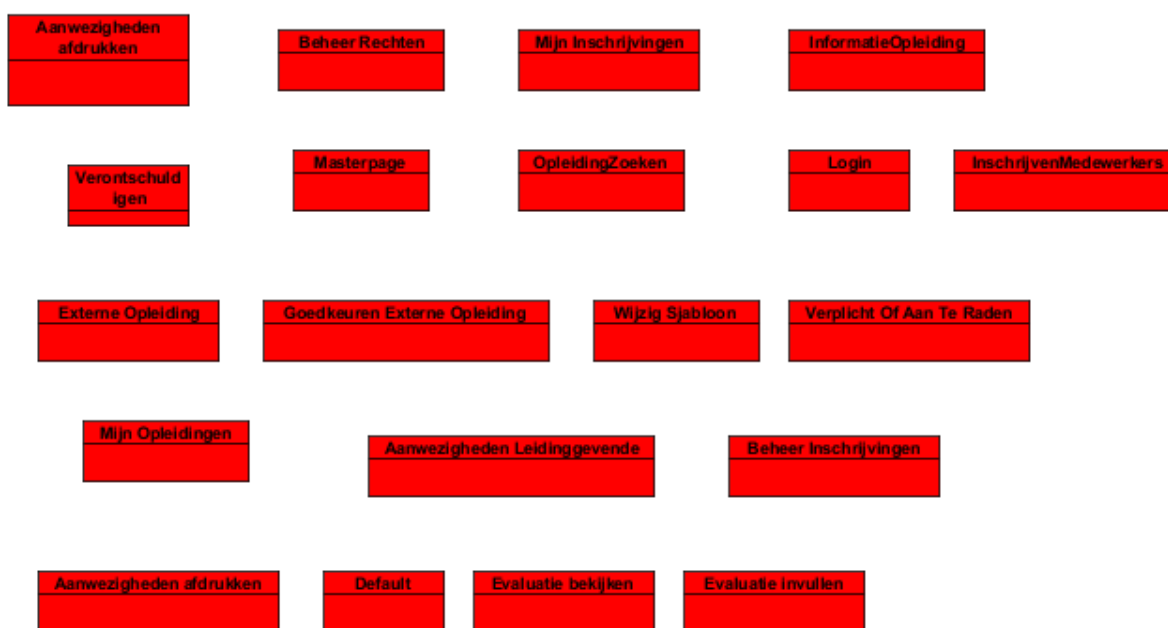 Aanwezigheden
afdrukken
Beheer Rechten
Mijn Inschrijvingen
InformatieOpleiding
Verontschuld
igen
Masterpage
OpleidingZoeken
Login
InschrijvenMedewerkers
Externe Opleiding
Goedkeuren Externe Opleiding
Wijzig Sjabloon
Verplicht Of Aan Te Raden
Mijn Opleidingen
Aanwezigheden Leidinggevende
Beheer Inschrijvingen
Aanwezigheden afdrukken
Default
Evaluatie bekijken
Evaluatie invullen